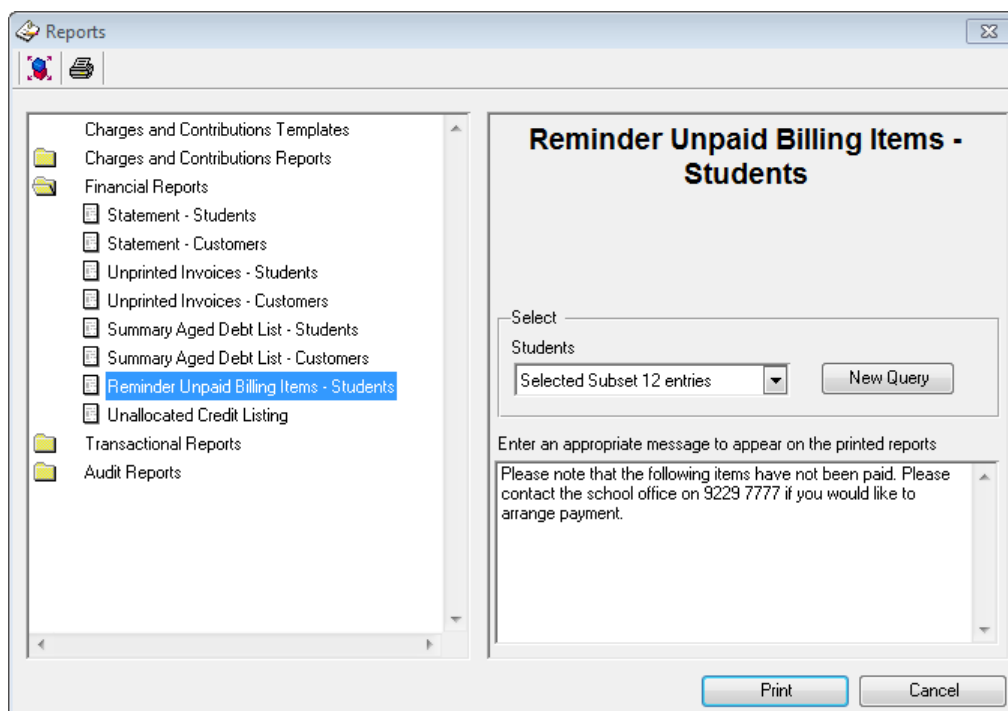 Reports
Charges and Contributions Templates
Charges and Contributions Reports
Financial Reports
Statement - Students
Statement - Customers
Unprinted Invoices - Students
Unprinted Invoices - Customers
Summary Aged Debt List - Students
Summary Aged Debt List - Customers
Reminder Unpaid Billing Items - Students
Unallocated Credit Listing
Transactional Reports
Audit Reports
Reminder Unpaid Billing Items -
Students
Select
Students
Selected Subset 12 entries
New Query
Enter an appropriate message to appear on the printed reports
Please note that the following items have not been paid. Please
contact the school office on 9229 7777 if you would like to
arrange payment.
Print
Cancel